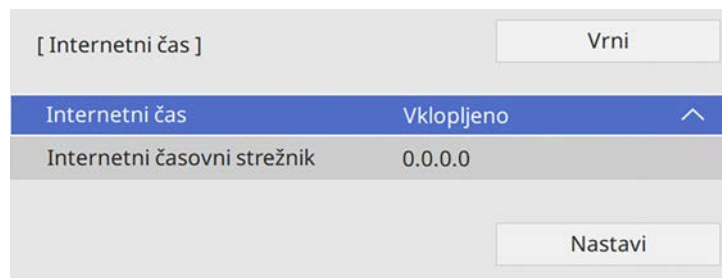 [ Internetni čas ] Vrni
Internetni čas Vklopljeno
Internetni časovni strežnik 0.0.0.0
Nastavi